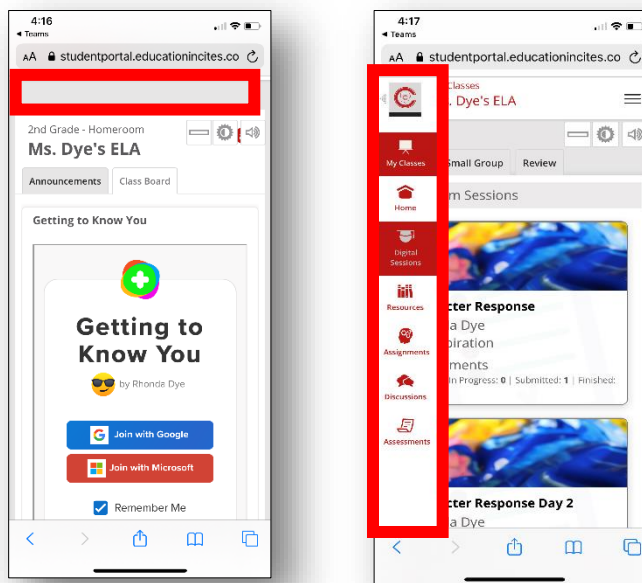 4:16
Teams
AA studentportal.educationincites.co
2nd Grade - Homeroom
Ms. Dye's ELA
Announcements
Class Board
Getting to Know You
Getting to
Know You
by Rhonda Dye
Join with Google
Join with Microsoft
Remember Me
4:17
Teams
AA studentportal.educationincites.co
Classes
. Dye's ELA
My Classes
Small Group
Review
Home
m Sessions
Digital
Sessions
Resources
cter Response
a Dye
piration
Assignments
ments
In Progress: 0 | Submitted: 1 | Finished:
Discussions
Assessments
cter Response Day 2
a Dye